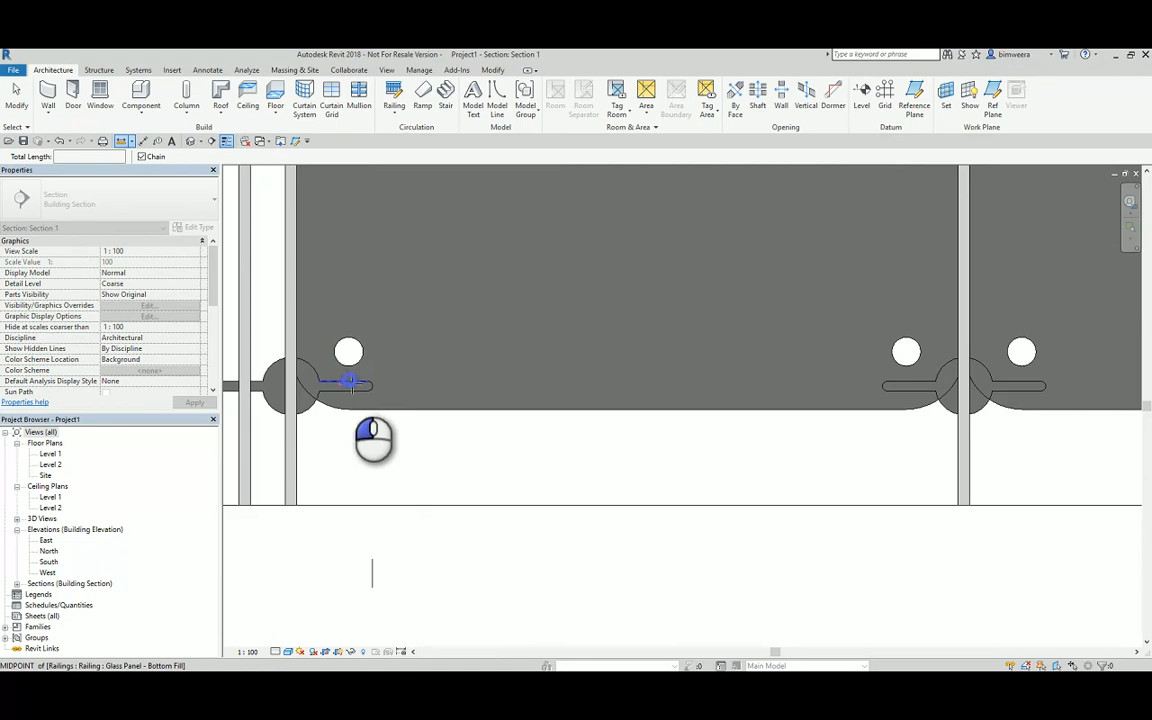 Autodesk Revit 2018 - Not For Resale Version - Project1 - Section: Section 1
Type a keyword or phrase
bimweera
File Architecture Structure Systems Insert Annotate Analyze Massing & Site Collaborate View Manage Add-Ins Modify
Modify Wall Door Window Component Column Roof Ceiling Floor Curtain System Curtain Grid Mullion Railing Ramp Stair Model Text Model Line Model Group Room Room Separator Tag Room Area Area Boundary Tag Area By Face Shaft Wall Vertical Dormer Level Grid Reference Plane Set Show Ref Plane Viewer
Select Build Circulation Model Room & Area Opening Datum Work Plane
Total Length: Chain
Properties
Section
Building Section
Section: Section 1 Edit Type
Graphics
View Scale 1 : 100
Scale Value 1: 100
Display Model Normal
Detail Level Coarse
Parts Visibility Show Original
Visibility/Graphics Overrides Edit...
Graphic Display Options Edit...
Hide at scales coarser than 1 : 100
Discipline Architectural
Show Hidden Lines By Discipline
Color Scheme Location Background
Color Scheme <none>
Default Analysis Display Style None
Sun Path
Properties help Apply
Project Browser - Project1
Views (all)
Floor Plans
Level 1
Level 2
Site
Ceiling Plans
Level 1
Level 2
3D Views
Elevations (Building Elevation)
East
North
South
West
Sections (Building Section)
Legends
Schedules/Quantities
Sheets (all)
Families
Groups
Revit Links
1 : 100
MIDPOINT of [Railings : Railing : Glass Panel - Bottom Fill]
:0
Main Model
:0